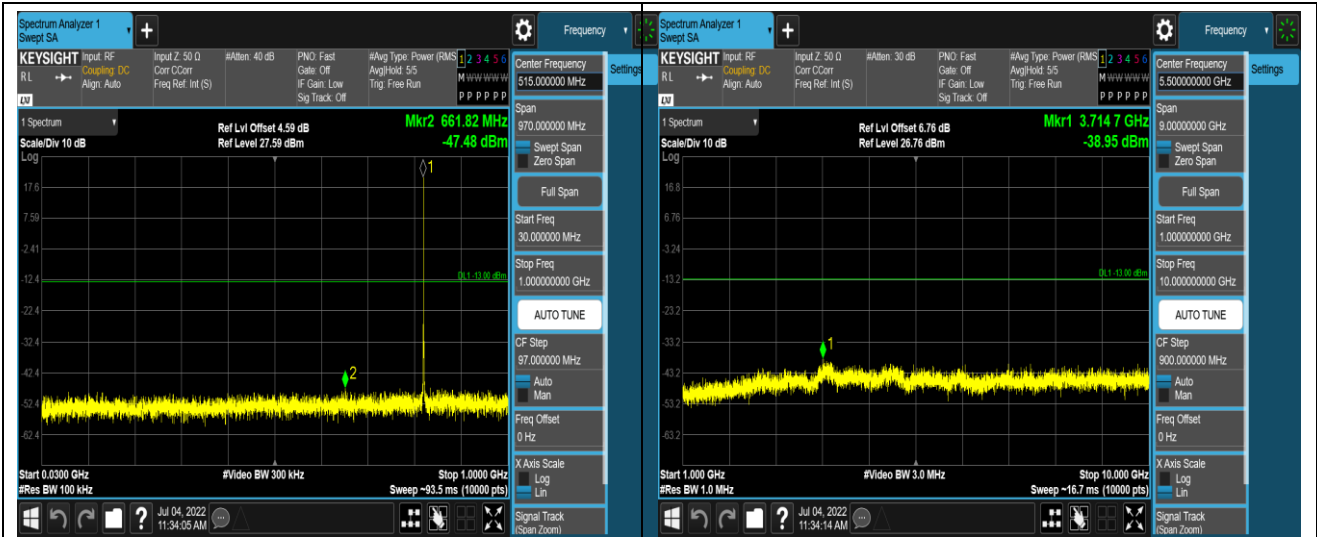 Spectrum Analyzer 1
Swept SA
+
Frequency
KEYSIGHT
RL
LXI
Input: RF
Coupling: DC
Align: Auto
Input Z: 50 Ω
Corr CCorr
Freq Ref: Int (S)
#Atten: 40 dB
PNO: Fast
Gate: Off
IF Gain: Low
Sig Track: Off
#Avg Type: Power (RMS
Avg|Hold: 5/5
Trig: Free Run
1 2 3 4 5 6
M W W W W W
P P P P P P
1 Spectrum
Scale/Div 10 dB
Log
Ref Lvl Offset 4.59 dB
Ref Level 27.59 dBm
Mkr2 661.82 MHz
-47.48 dBm
1
17.6
7.59
-2.41
DL1 -13.00 dBm
-12.4
-22.4
-32.4
-42.4
2
-52.4
-62.4
Start 0.0300 GHz
#Video BW 300 kHz
Stop 1.0000 GHz
#Res BW 100 kHz
Sweep ~93.5 ms (10000 pts)
?
Jul 04, 2022
11:34:05 AM
Center Frequency
515.000000 MHz
Settings
Span
970.000000 MHz
Swept Span
Zero Span
Full Span
Start Freq
30.000000 MHz
Stop Freq
1.000000000 GHz
AUTO TUNE
CF Step
97.000000 MHz
Auto
Man
Freq Offset
0 Hz
X Axis Scale
Log
Lin
Signal Track
(Span Zoom)
Spectrum Analyzer 1
Swept SA
+
Frequency
KEYSIGHT
RL
LXI
Input: RF
Coupling: DC
Align: Auto
Input Z: 50 Ω
Corr CCorr
Freq Ref: Int (S)
#Atten: 30 dB
PNO: Fast
Gate: Off
IF Gain: Low
Sig Track: Off
#Avg Type: Power (RMS
Avg|Hold: 5/5
Trig: Free Run
1 2 3 4 5 6
M W W W W W
P P P P P P
1 Spectrum
Scale/Div 10 dB
Log
Ref Lvl Offset 6.76 dB
Ref Level 26.76 dBm
Mkr1 3.714 7 GHz
-38.95 dBm
16.8
6.76
-3.24
DL1 -13.00 dBm
-13.2
-23.2
-33.2
1
-43.2
-53.2
-63.2
Start 1.000 GHz
#Video BW 3.0 MHz
Stop 10.000 GHz
#Res BW 1.0 MHz
Sweep ~16.7 ms (10000 pts)
?
Jul 04, 2022
11:34:14 AM
Center Frequency
5.500000000 GHz
Settings
Span
9.00000000 GHz
Swept Span
Zero Span
Full Span
Start Freq
1.000000000 GHz
Stop Freq
10.000000000 GHz
AUTO TUNE
CF Step
900.000000 MHz
Auto
Man
Freq Offset
0 Hz
X Axis Scale
Log
Lin
Signal Track
(Span Zoom)